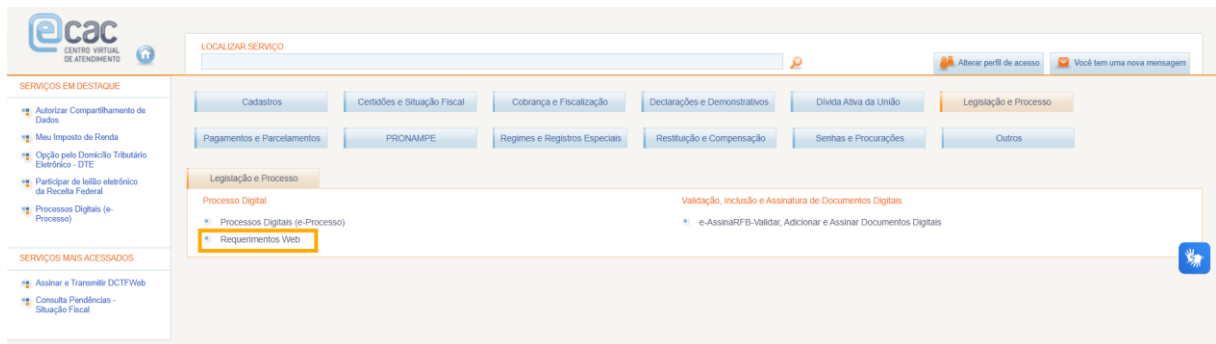 eCAC
CENTRO VIRTUAL
DE ATENDIMENTO
LOCALIZAR SERVIÇO
Alterar perfil de acesso
Você tem uma nova mensagem
SERVIÇOS EM DESTAQUE
Autorizar Compartilhamento de
Dados
Meu Imposto de Renda
Opção pelo Domicílio Tributário
Eletrônico - DTE
Participar de leilão eletrônico
da Receita Federal
Processos Digitais (e-
Processo)
SERVIÇOS MAIS ACESSADOS
Assinar e Transmitir DCTFWeb
Consulta Pendências -
Situação Fiscal
Cadastros
Certidões e Situação Fiscal
Cobrança e Fiscalização
Declarações e Demonstrativos
Dívida Ativa da União
Legislação e Processo
Pagamentos e Parcelamentos
PRONAMPE
Regimes e Registros Especiais
Restituição e Compensação
Senhas e Procurações
Outros
Legislação e Processo
Processo Digital
Processos Digitais (e-Processo)
Requerimentos Web
Validação, Inclusão e Assinatura de Documentos Digitais
e-AssinaRFB-Validar, Adicionar e Assinar Documentos Digitais